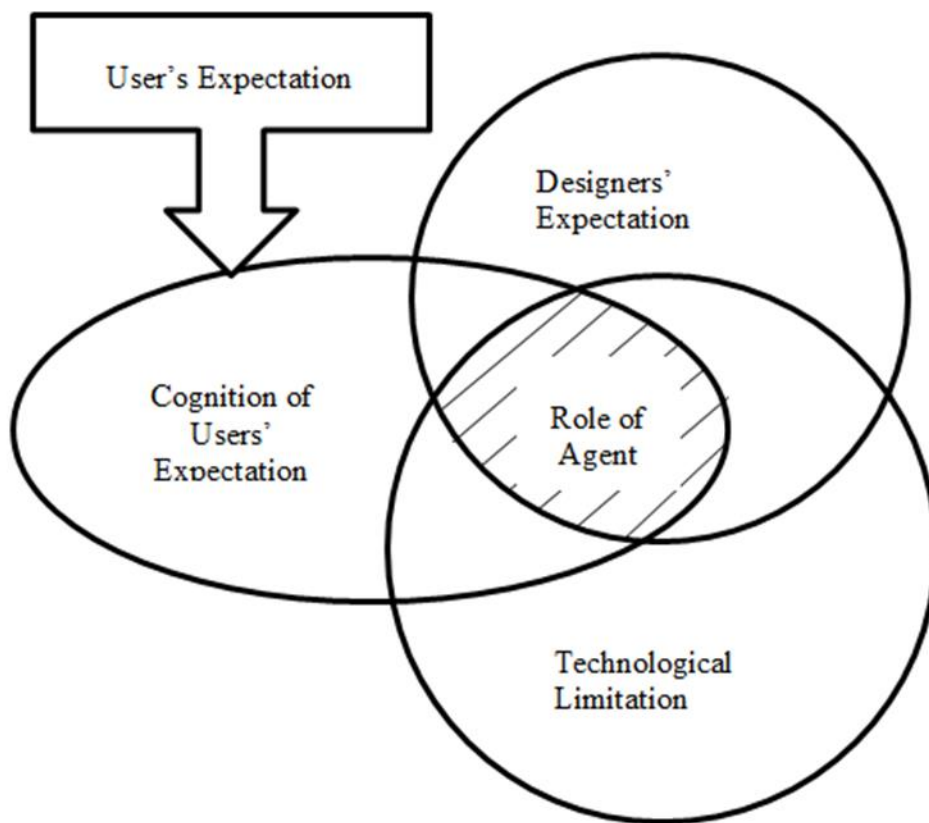 User's Expectation
Designers'
Expectation
Cognition of
Users'
Expectation
Role of
Agent
Technological
Limitation